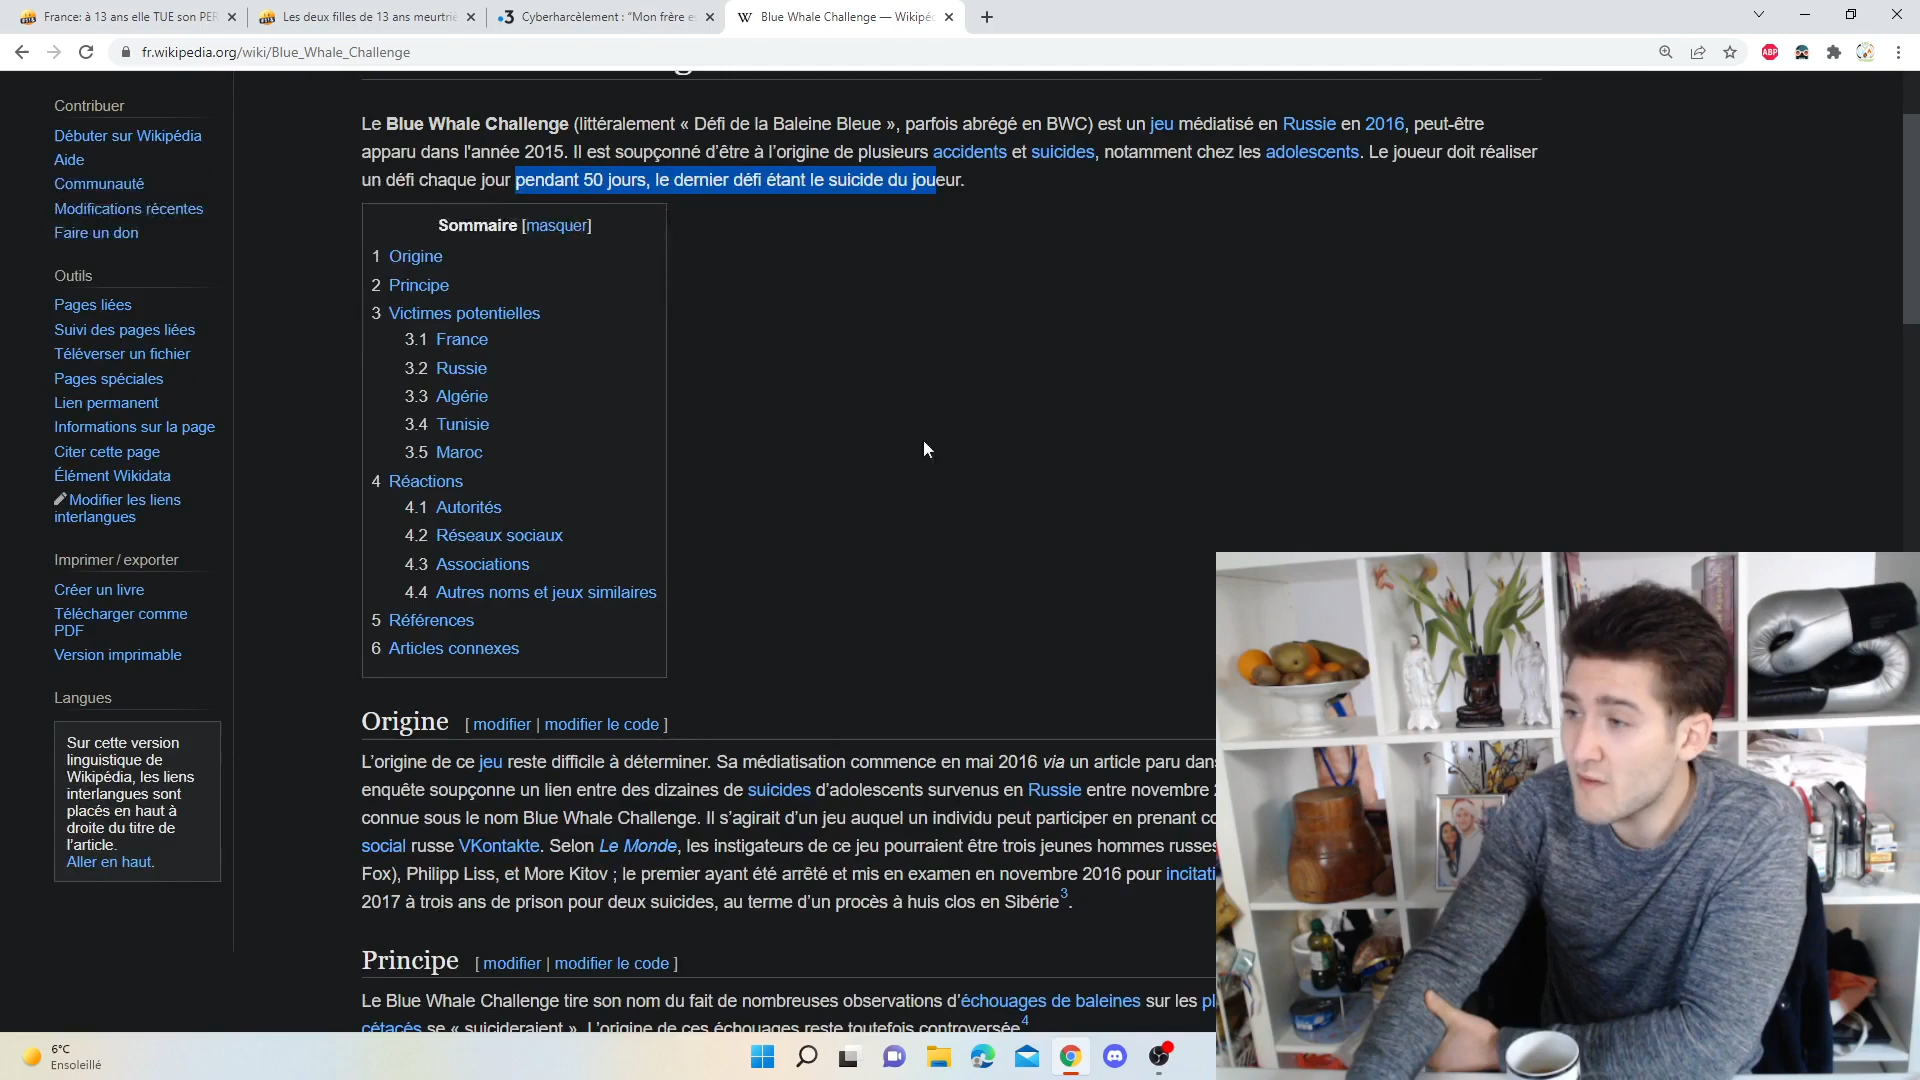 France: à 13 ans elle TUE son PER
Les deux filles de 13 ans meurtriè
Cyberharcèlement : "Mon frère e
Blue Whale Challenge — Wikipéd
fr.wikipedia.org/wiki/Blue_Whale_Challenge
ABP
Contribuer
Débuter sur Wikipédia
Aide
Communauté
Modifications récentes
Faire un don
Outils
Pages liées
Suivi des pages liées
Téléverser un fichier
Pages spéciales
Lien permanent
Informations sur la page
Citer cette page
Élément Wikidata
Modifier les liens
interlangues
Imprimer / exporter
Créer un livre
Télécharger comme
PDF
Version imprimable
Langues
Sur cette version
linguistique de
Wikipédia, les liens
interlangues sont
placés en haut à
droite du titre de
l'article.
Aller en haut.
Le Blue Whale Challenge (littéralement « Défi de la Baleine Bleue », parfois abrégé en BWC) est un jeu médiatisé en Russie en 2016, peut-être
apparu dans l'année 2015. Il est soupçonné d'être à l'origine de plusieurs accidents et suicides, notamment chez les adolescents. Le joueur doit réaliser
un défi chaque jour pendant 50 jours, le dernier défi étant le suicide du joueur.
Sommaire [masquer]
1 Origine
2 Principe
3 Victimes potentielles
3.1 France
3.2 Russie
3.3 Algérie
3.4 Tunisie
3.5 Maroc
4 Réactions
4.1 Autorités
4.2 Réseaux sociaux
4.3 Associations
4.4 Autres noms et jeux similaires
5 Références
6 Articles connexes
Origine [ modifier | modifier le code ]
L'origine de ce jeu reste difficile à déterminer. Sa médiatisation commence en mai 2016 via un article paru dan
enquête soupçonne un lien entre des dizaines de suicides d'adolescents survenus en Russie entre novembre
connue sous le nom Blue Whale Challenge. Il s'agirait d'un jeu auquel un individu peut participer en prenant co
social russe VKontakte. Selon Le Monde, les instigateurs de ce jeu pourraient être trois jeunes hommes russes
Fox), Philipp Liss, et More Kitov ; le premier ayant été arrêté et mis en examen en novembre 2016 pour incitati
2017 à trois ans de prison pour deux suicides, au terme d'un procès à huis clos en Sibérie3.
Principe [ modifier | modifier le code ]
Le Blue Whale Challenge tire son nom du fait de nombreuses observations d'échouages de baleines sur les pl
cétacés se « suicideraient ». L'origine de ces échouages reste toutefois controversée4
6°C
Ensoleillé